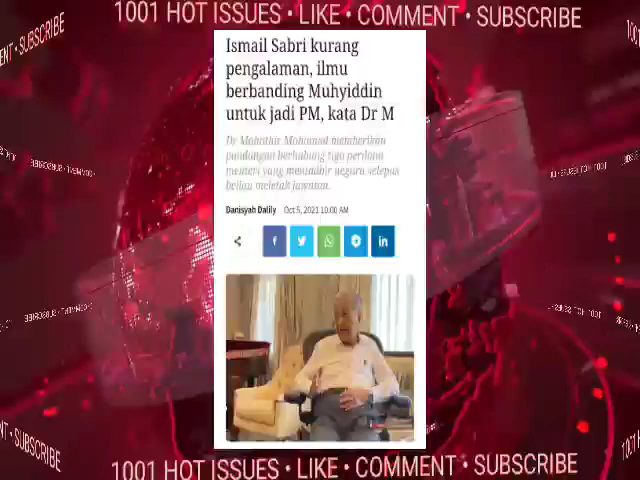 1001 HOT ISSUES • LIKE • COMMENT • SUBSCRIBE
Ismail Sabri kurang
pengalaman, ilmu
berbanding Muhyiddin
untuk jadi PM, kata Dr M
Dr Mahathir Mohamad memberikan
pandangan berhubung tiga perdana
menteri yang mentadbir negara selepas
beliau meletak jawatan.
Danisyah Dalily Oct 5, 2021 10:00 AM
1001 HOT ISSUES • LIKE • COMMENT • SUBSCRIBE